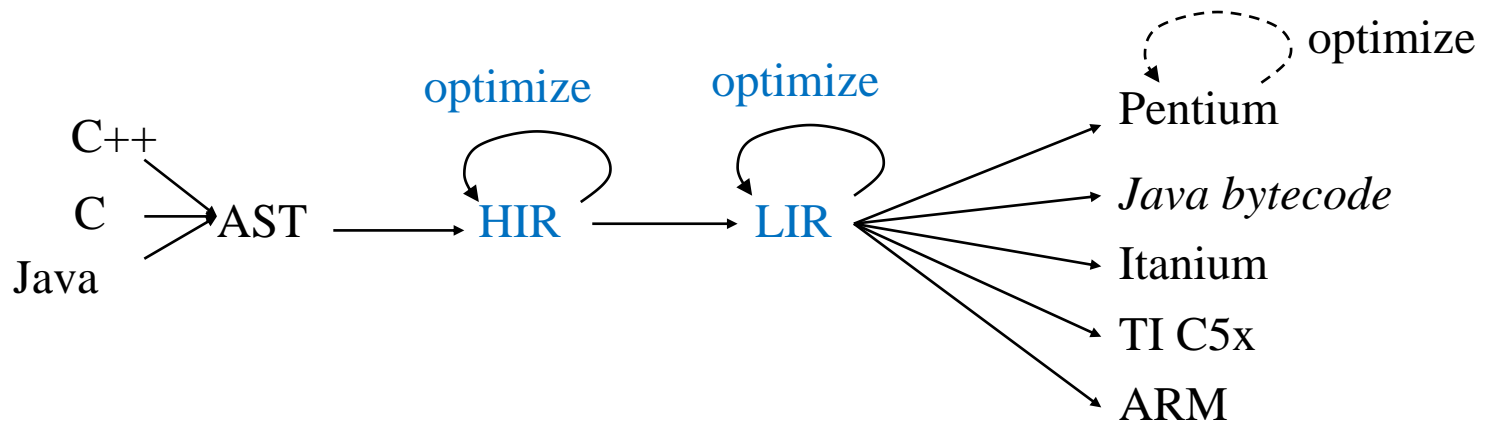 optimize
optimize
optimize
Pentium
C++
C
Java
AST
HIR
LIR
Java bytecode
Itanium
TI C5x
ARM